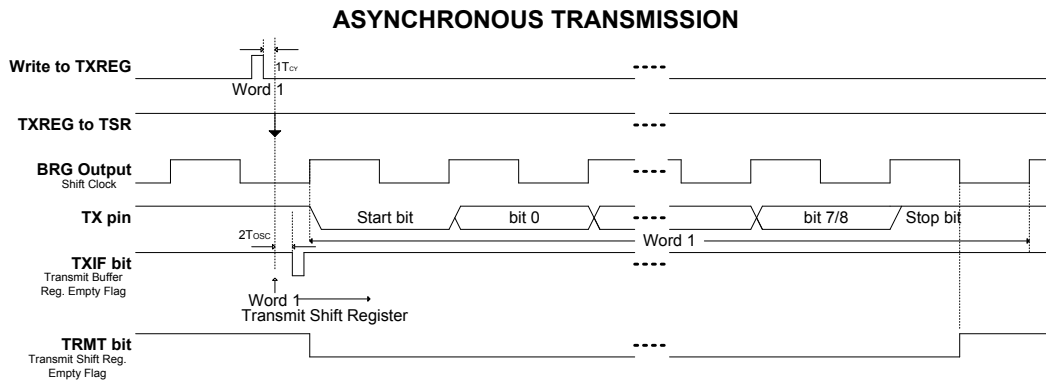 ASYNCHRONOUS TRANSMISSION
Write to TXREG
1TCY
Word 1
TXREG to TSR
BRG Output
Shift Clock
TX pin
Start bit
bit 0
bit 7/8
Stop bit
2TOSC
Word 1
TXIF bit
Transmit Buffer
Reg. Empty Flag
Word 1
Transmit Shift Register
TRMT bit
Transmit Shift Reg.
Empty Flag